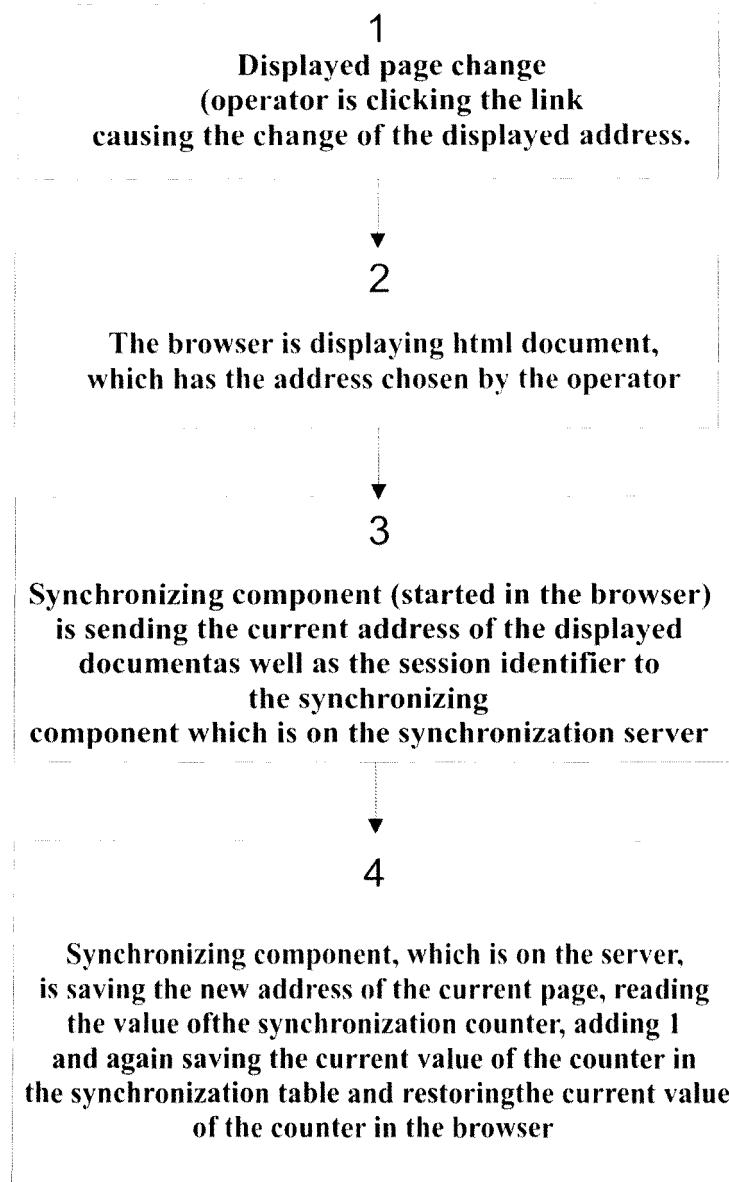 1
Displayed page change
(operator is clicking the link
causing the change of the displayed address.
2
The browser is displaying html document,
which has the address chosen by the operator
3
Synchronizing component (started in the browser)
is sending the current address of the displayed
documentas well as the session identifier to
the synchronizing
component which is on the synchronization server
4
Synchronizing component, which is on the server,
is saving the new address of the current page, reading
the value ofthe synchronization counter, adding 1
and again saving the current value of the counter in
the synchronization table and restoringthe current value
of the counter in the browser